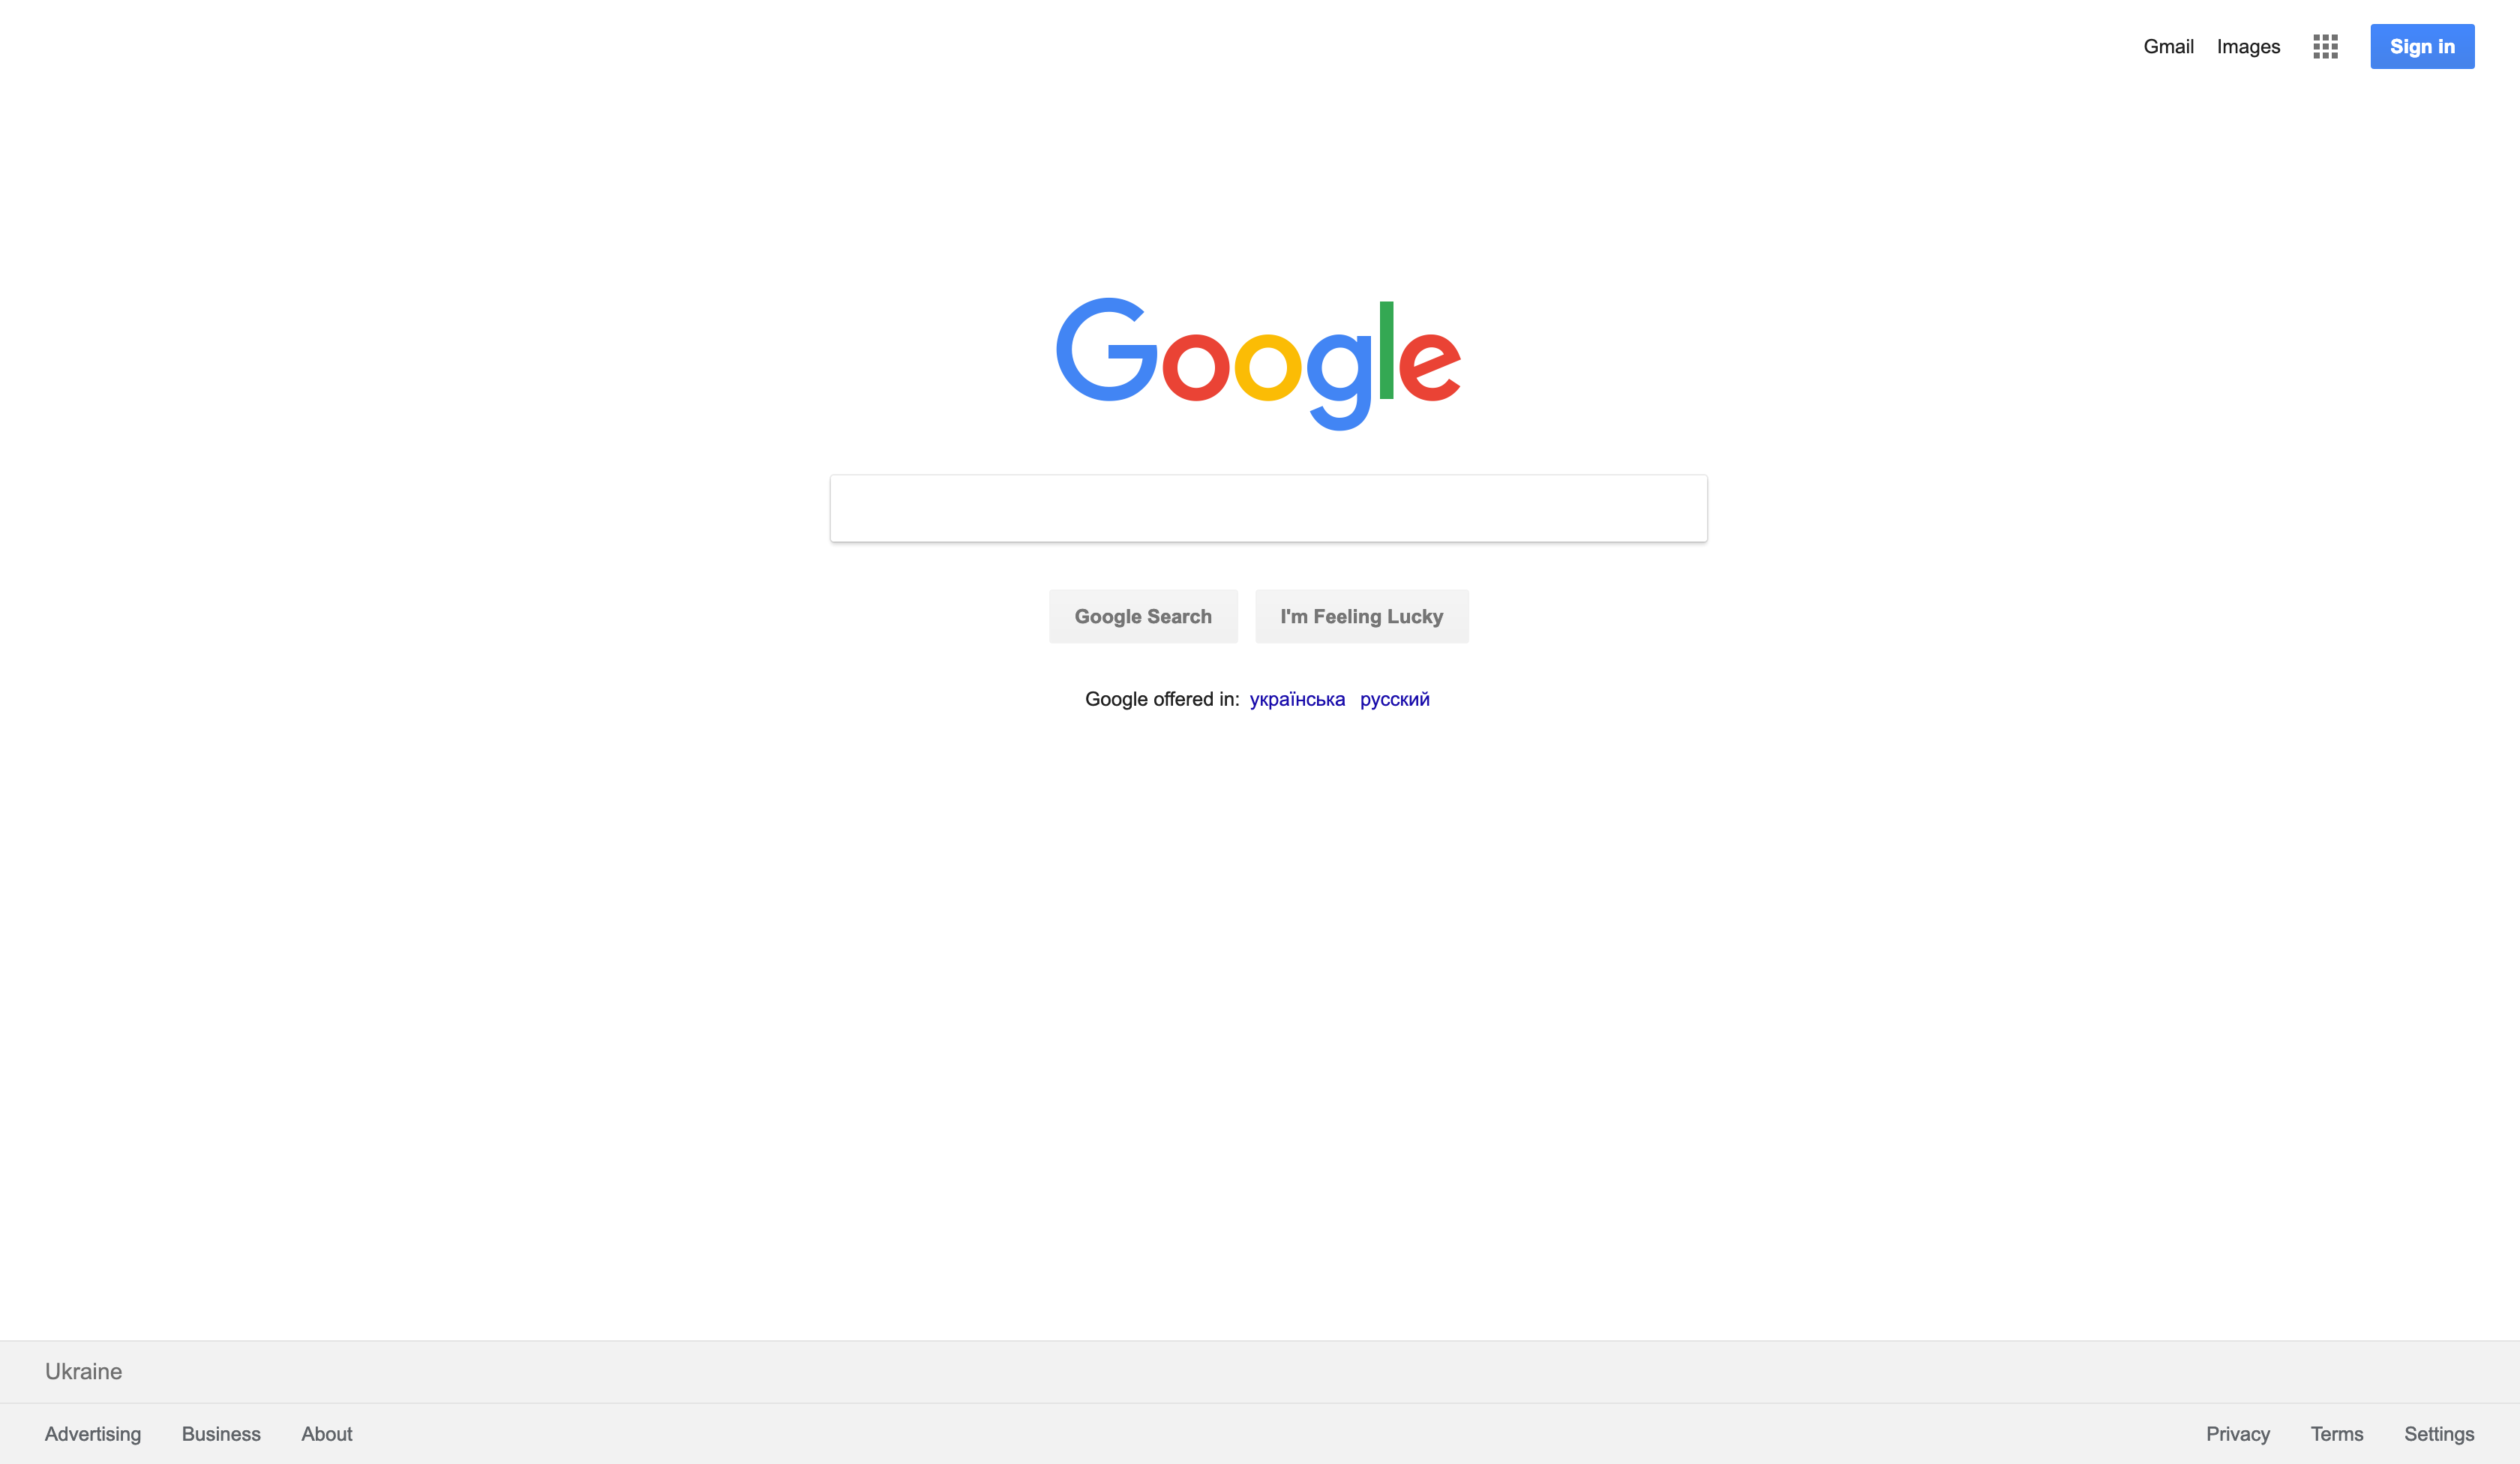 Gmail Images Sign in
Google
Google Search I'm Feeling Lucky
Google offered in: українська русский
Ukraine
Advertising Business About Privacy Terms Settings